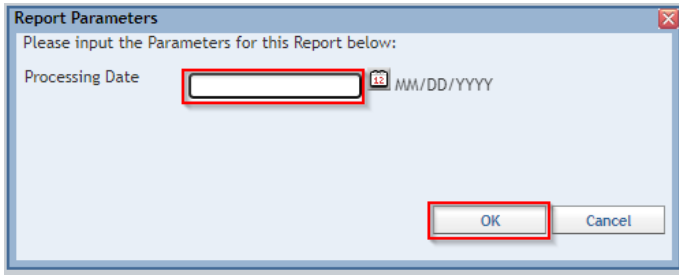 Report Parameters
Please input the Parameters for this Report below:
Processing Date 12 MM/DD/YYYY
OK Cancel